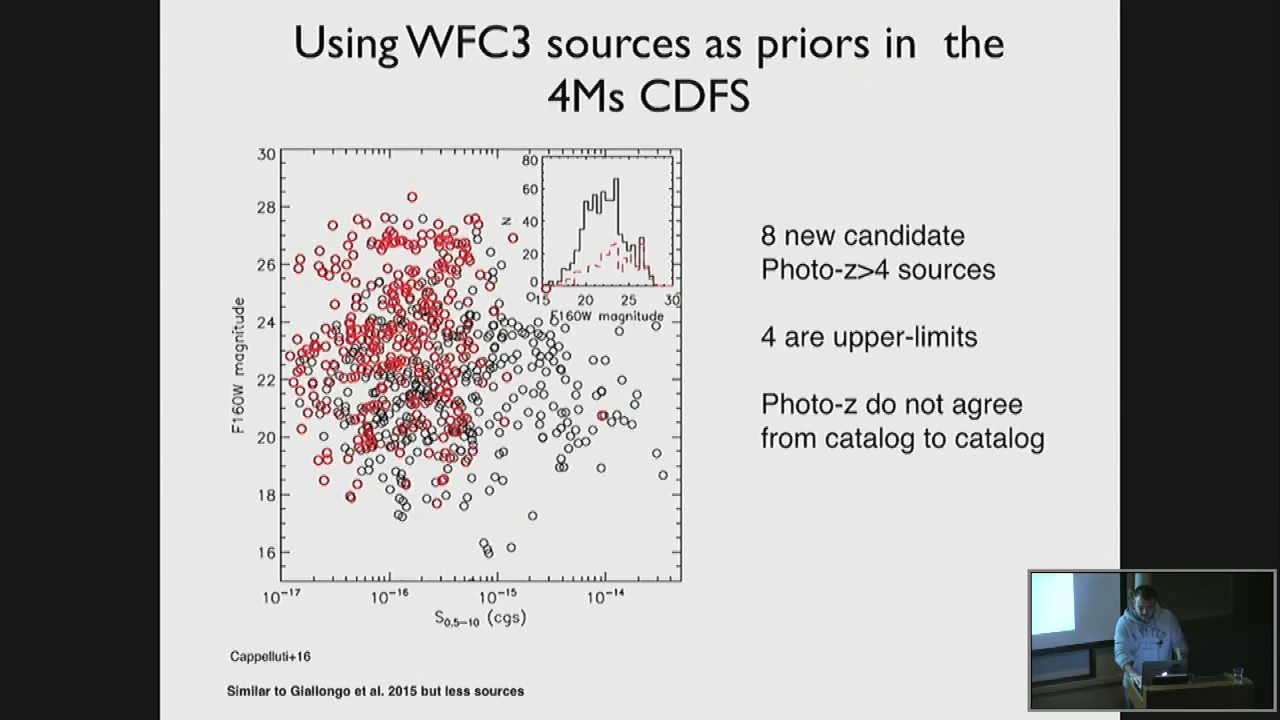 Using WFC3 sources as priors in the
4Ms CDFS
30
28
26
24
22
20
18
16
F160W magnitude
10⁻¹⁷
10⁻¹⁶
10⁻¹⁵
10⁻¹⁴
S₀.₅₋₁₀ (cgs)
80
60
40
20
0
N
15
20
25
30
F160W magnitude
8 new candidate
Photo-z>4 sources
4 are upper-limits
Photo-z do not agree
from catalog to catalog
Cappelluti+16
Similar to Giallongo et al. 2015 but less sources